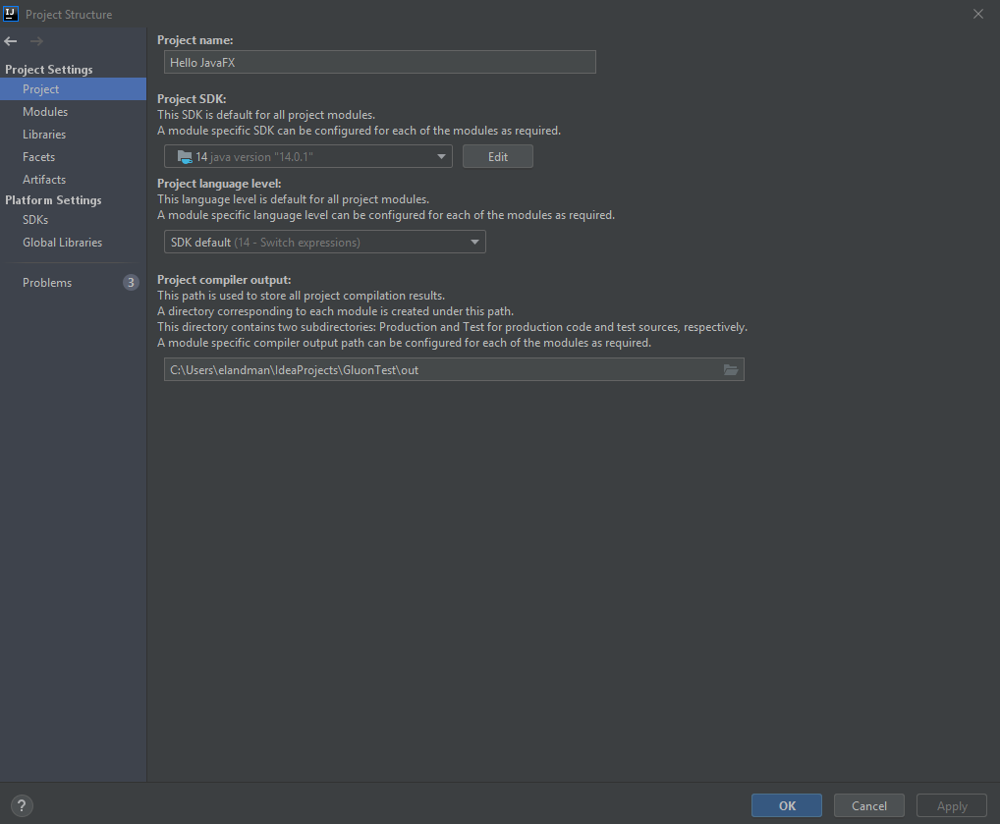 IJ
Project Structure
Project Settings
Project
Modules
Libraries
Facets
Artifacts
Platform Settings
SDKs
Global Libraries
Problems 3
Project name:
Hello JavaFX
Project SDK:
This SDK is default for all project modules.
A module specific SDK can be configured for each of the modules as required.
14 java version "14.0.1"
Edit
Project language level:
This language level is default for all project modules.
A module specific language level can be configured for each of the modules as required.
SDK default (14 - Switch expressions)
Project compiler output:
This path is used to store all project compilation results.
A directory corresponding to each module is created under this path.
This directory contains two subdirectories: Production and Test for production code and test sources, respectively.
A module specific compiler output path can be configured for each of the modules as required.
C:\Users\elandman\IdeaProjects\GluonTest\out
?
OK
Cancel
Apply